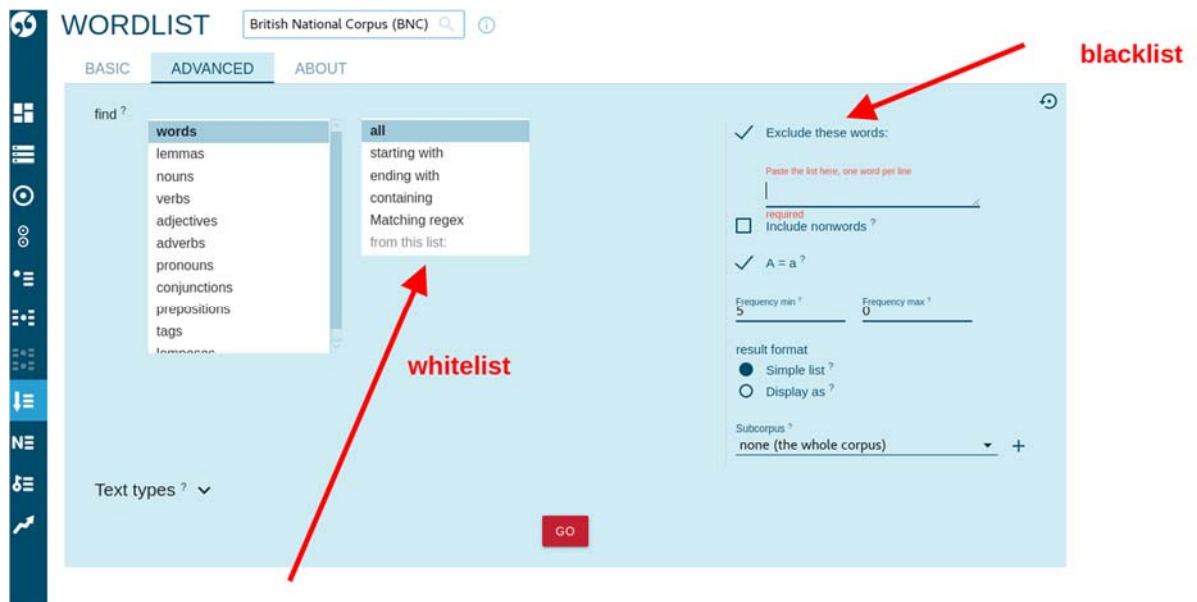 WORDLIST
British National Corpus (BNC)
BASIC ADVANCED ABOUT
blacklist
find ?
words
lemmas
nouns
verbs
adjectives
adverbs
pronouns
conjunctions
prepositions
tags
lempos
all
starting with
ending with
containing
Matching regex
from this list:
whitelist
Exclude these words:
Paste the list here, one word per line
required
Include nonwords ?
A = a ?
Frequency min ? Frequency max ?
5 0
result format
Simple list ?
Display as ?
Subcorpus ?
none (the whole corpus)
Text types ?
GO